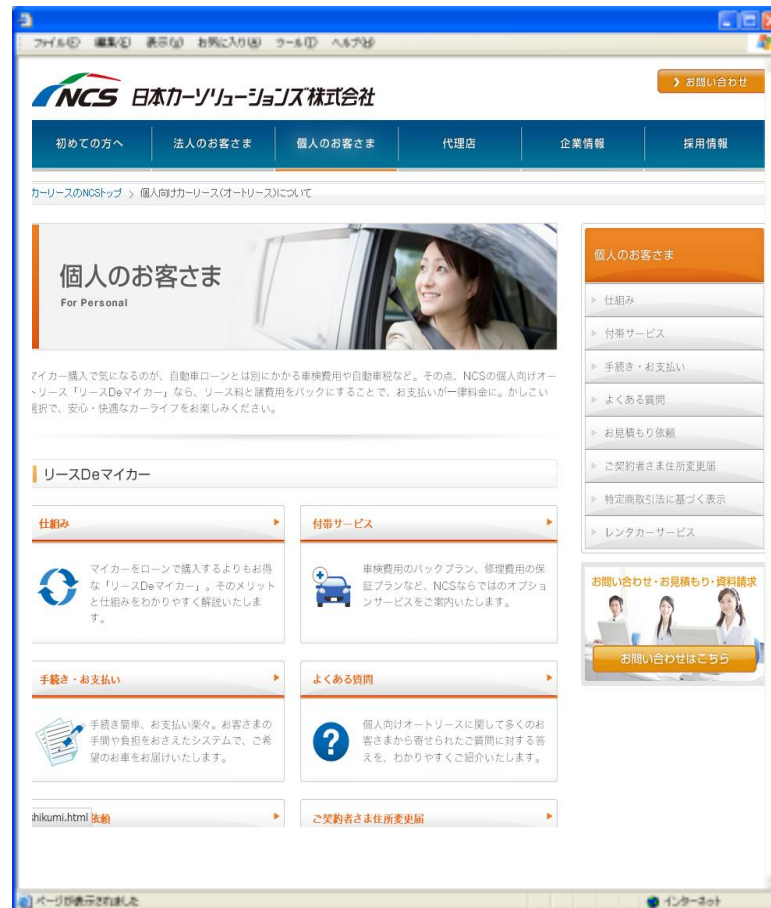 ファイル(F) 編集(E) 表示(V) お気に入り(A) ツール(T) ヘルプ(H)
NCS 日本カーソリューションズ株式会社
お問い合わせ
初めての方へ 法人のお客さま 個人のお客さま 代理店 企業情報 採用情報
カーリースのNCSトップ > 個人向けカーリース(オートリース)について
個人のお客さま
For Personal
マイカー購入で気になるのが、自動車ローンとは別にかかる車検費用や自動車税など。その点、NCSの個人向けオー
トリース「リースDeマイカー」なら、リース料と諸費用をパックにすることで、お支払いが一律料金に。かしこい
選択で、安心・快適なカーライフをお楽しみください。
リースDeマイカー
仕組み
マイカーをローンで購入するよりもお得
な「リースDeマイカー」。そのメリット
と仕組みをわかりやすく解説いたしま
す。
付帯サービス
車検費用のパックプラン、修理費用の保
証プランなど、NCSならではのオプショ
ンサービスをご案内いたします。
手続き・お支払い
手続き簡単、お支払い楽々。お客さまの
手間や負担をおさえたシステムで、ご希
望のお車をお届けいたします。
よくある質問
個人向けオートリースに関して多くのお
客さまから寄せられたご質問に対する答
えを、わかりやすくご紹介いたします。
shikumi.html 依頼
ご契約者さま住所変更届
個人のお客さま
仕組み
付帯サービス
手続き・お支払い
よくある質問
お見積もり依頼
ご契約者さま住所変更届
特定商取引法に基づく表示
レンタカーサービス
お問い合わせ・お見積もり・資料請求
お問い合わせはこちら
ページが表示されました
インターネット